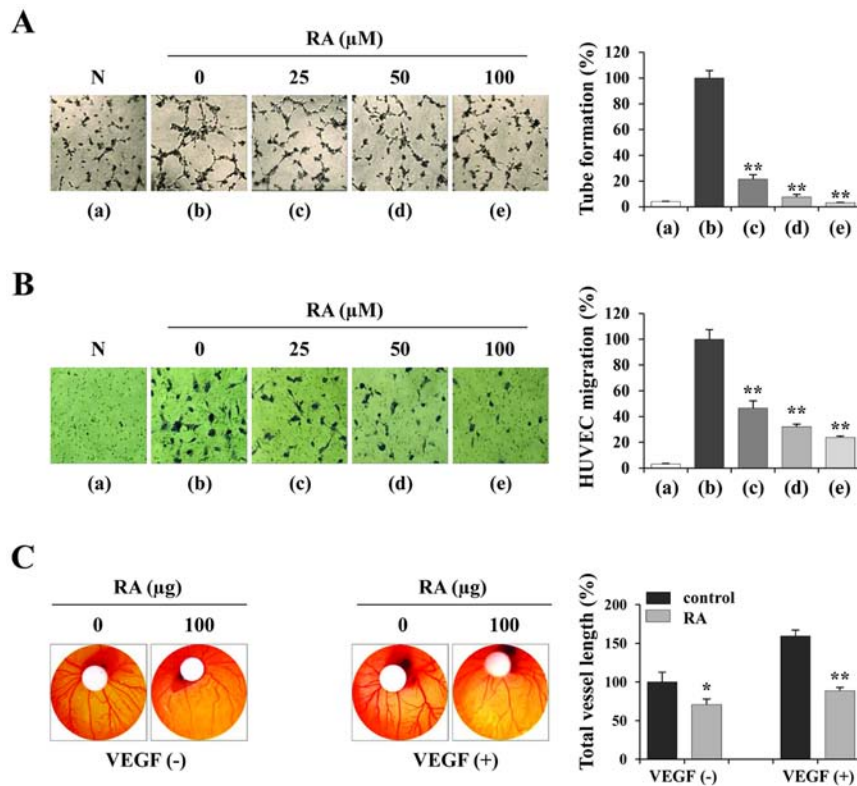 A
RA (µM)
N 0 25 50 100
(a) (b) (c) (d) (e)
Tube formation (%)
120
100
80
60
40
20
0
**
**
**
(a) (b) (c) (d) (e)
B
RA (µM)
N 0 25 50 100
(a) (b) (c) (d) (e)
HUVEC migration (%)
120
100
80
60
40
20
0
**
**
**
(a) (b) (c) (d) (e)
C
RA (µg)
0 100
VEGF (-)
RA (µg)
0 100
VEGF (+)
Total vessel length (%)
control
RA
200
150
100
50
0
*
**
VEGF (-) VEGF (+)